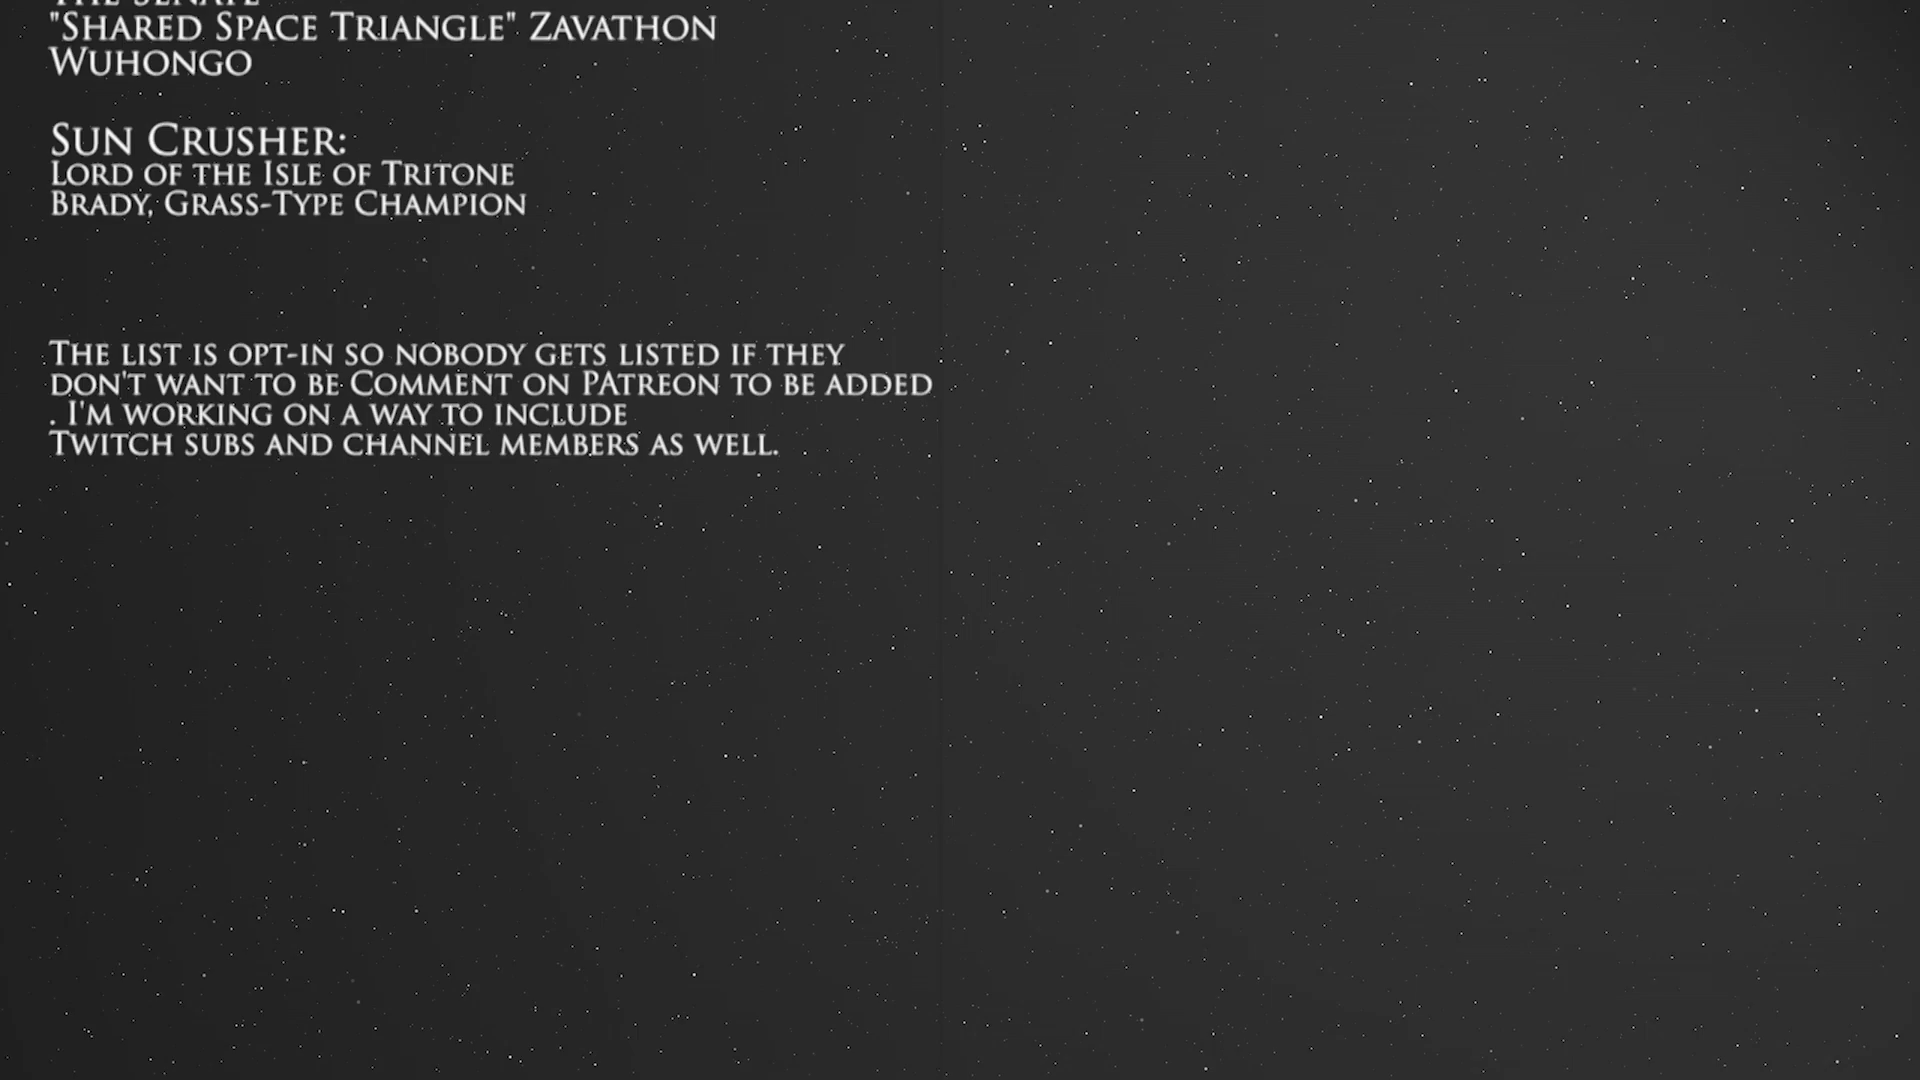 The Senate
"Shared Space Triangle" Zavathon
Wuhongo
Sun Crusher:
Lord of the Isle of Tritone
Brady, Grass-Type Champion
The list is opt-in so nobody gets listed if they
don't want to be Comment on PAtreon to be added
. I'm working on a way to include
Twitch subs and channel members as well.